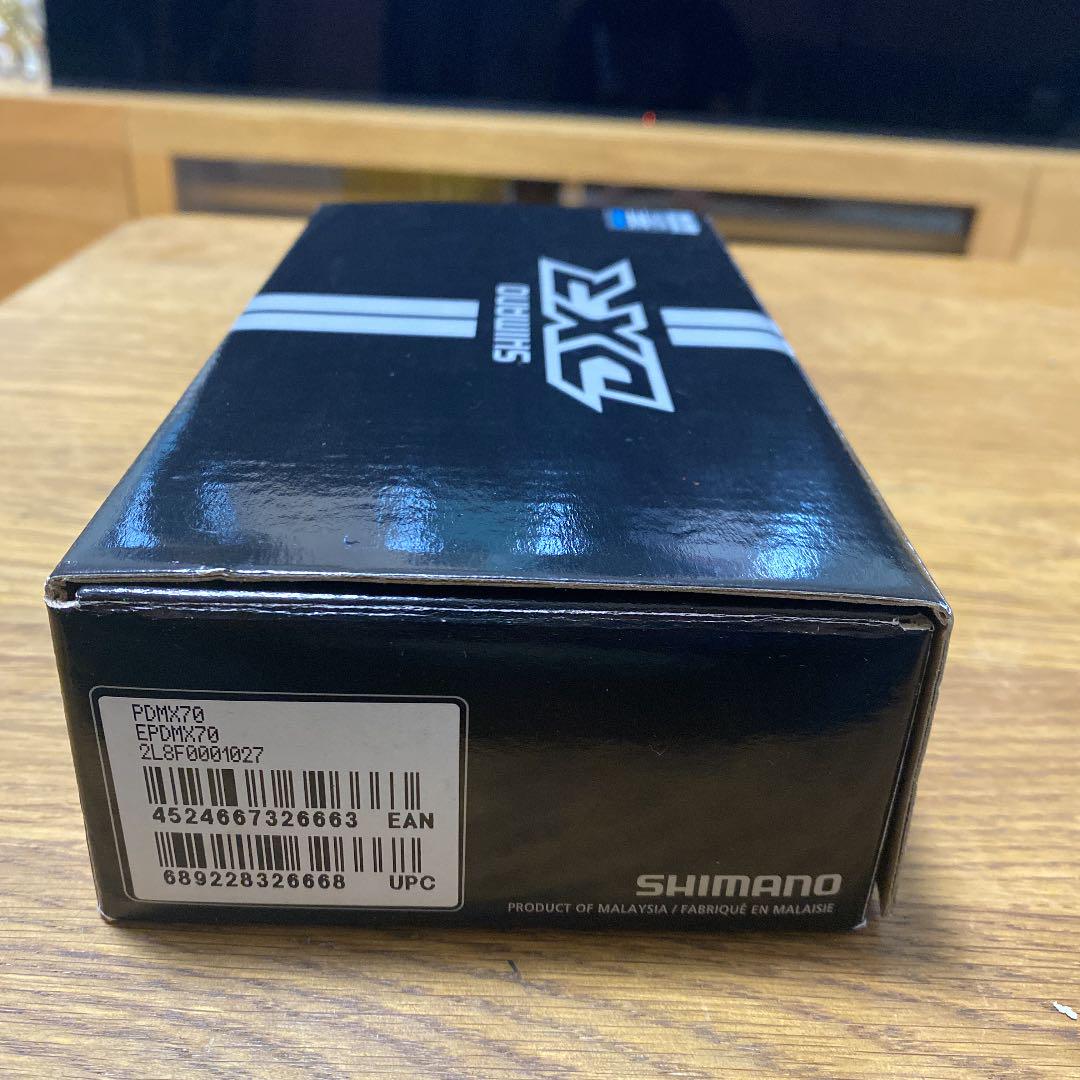 SHIMANO
DXR
PDMX70
EPDMX70
2L8F0001027
4524667326663 EAN
689228326668 UPC
SHIMANO
PRODUCT OF MALAYSIA / FABRIQUÉ EN MALAISIE